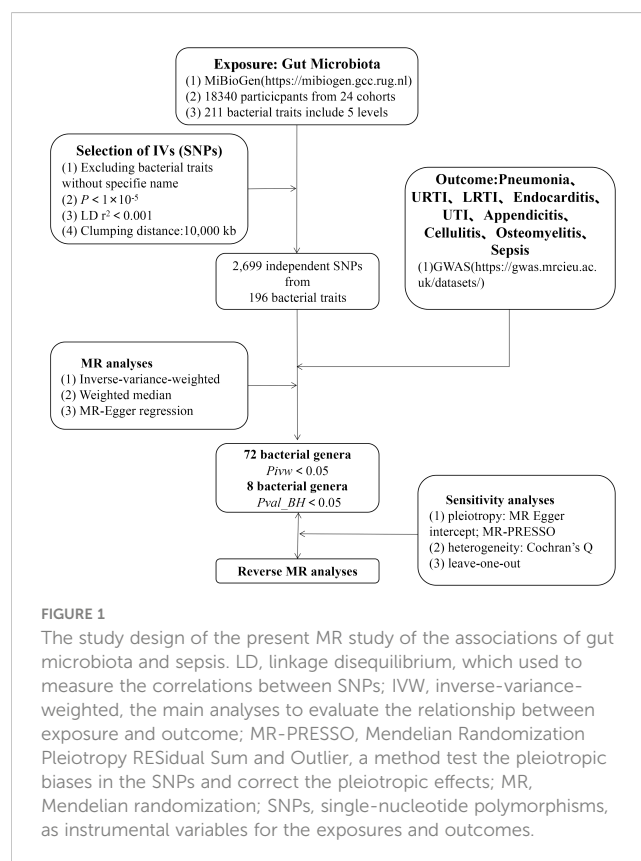 Exposure: Gut Microbiota
(1) MiBioGen(https://mibiogen.gcc.rug.nl)
(2) 18340 particpants from 24 cohorts
(3) 211 bacterial traits include 5 levels
Selection of IVs (SNPs)
(1) Excluding bacterial traits
without specific name
(2) P < 1×10-5
(3) LD r2 < 0.001
(4) Clumping distance:10,000 kb
Outcome:Pneumonia、
URTI、LRTI、Endocarditis、
UTI、Appendicitis、
Cellulitis、Osteomyelitis、
Sepsis
(1)GWAS(https://gwas.mrcieu.ac.
uk/datasets/)
2,699 independent SNPs
from
196 bacterial traits
MR analyses
(1) Inverse-variance-weighted
(2) Weighted median
(3) MR-Egger regression
72 bacterial genera
Pivw < 0.05
8 bacterial genera
Pval_BH < 0.05
Sensitivity analyses
(1) pleiotropy: MR Egger
intercept; MR-PRESSO
(2) heterogeneity: Cochran's Q
(3) leave-one-out
Reverse MR analyses
FIGURE 1
The study design of the present MR study of the associations of gut
microbiota and sepsis. LD, linkage disequilibrium, which used to
measure the correlations between SNPs; IVW, inverse-variance-
weighted, the main analyses to evaluate the relationship between
exposure and outcome; MR-PRESSO, Mendelian Randomization
Pleiotropy RESidual Sum and Outlier, a method test the pleiotropic
biases in the SNPs and correct the pleiotropic effects; MR,
Mendelian randomization; SNPs, single-nucleotide polymorphisms,
as instrumental variables for the exposures and outcomes.